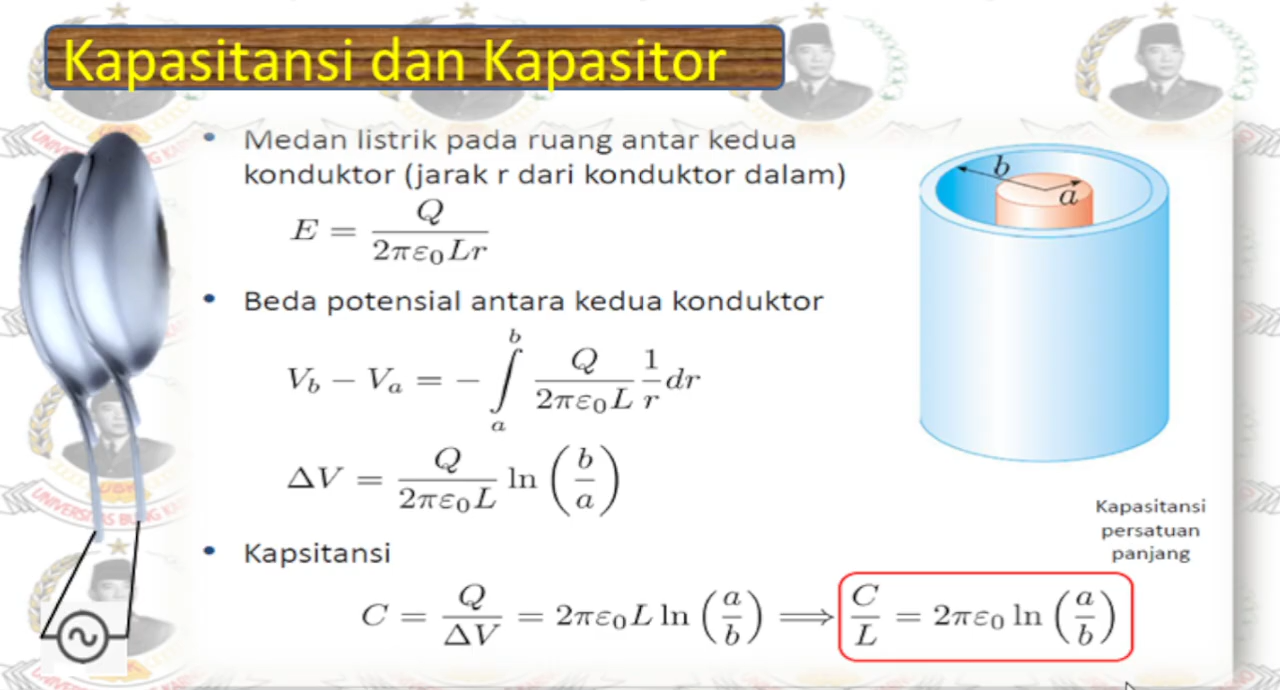 Kapasitansi dan Kapasitor
• Medan listrik pada ruang antar kedua
konduktor (jarak r dari konduktor dalam)
E = Q / (2πε₀Lr)
• Beda potensial antara kedua konduktor
V_b − V_a = − ∫_a^b Q/(2πε₀L) 1/r dr
ΔV = Q/(2πε₀L) ln (b/a)
• Kapsitansi
C = Q/ΔV = 2πε₀L ln (a/b) ⟹ C/L = 2πε₀ ln (a/b)
b
a
Kapasitansi
persatuan
panjang